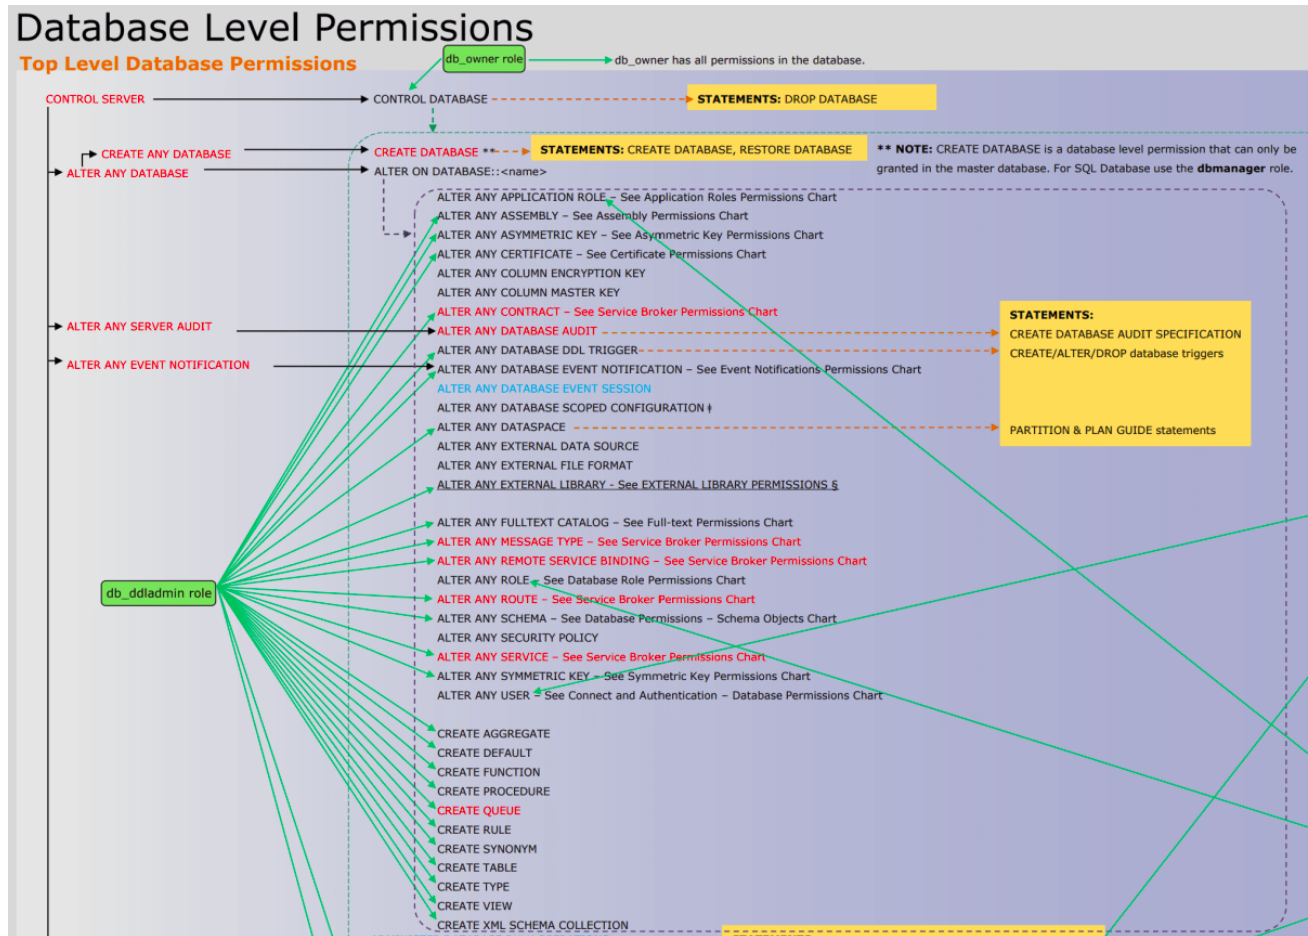 Database Level Permissions
Top Level Database Permissions
db_owner role
db_owner has all permissions in the database.
CONTROL SERVER
CONTROL DATABASE
STATEMENTS: DROP DATABASE
CREATE ANY DATABASE
CREATE DATABASE **
STATEMENTS: CREATE DATABASE, RESTORE DATABASE
** NOTE: CREATE DATABASE is a database level permission that can only be
granted in the master database. For SQL Database use the dbmanager role.
ALTER ANY DATABASE
ALTER ON DATABASE::<name>
ALTER ANY APPLICATION ROLE – See Application Roles Permissions Chart
ALTER ANY ASSEMBLY – See Assembly Permissions Chart
ALTER ANY ASYMMETRIC KEY – See Asymmetric Key Permissions Chart
ALTER ANY CERTIFICATE – See Certificate Permissions Chart
ALTER ANY COLUMN ENCRYPTION KEY
ALTER ANY COLUMN MASTER KEY
ALTER ANY CONTRACT – See Service Broker Permissions Chart
ALTER ANY SERVER AUDIT
ALTER ANY DATABASE AUDIT
ALTER ANY DATABASE DDL TRIGGER
ALTER ANY EVENT NOTIFICATION
ALTER ANY DATABASE EVENT NOTIFICATION – See Event Notifications Permissions Chart
ALTER ANY DATABASE EVENT SESSION
ALTER ANY DATABASE SCOPED CONFIGURATION ǂ
ALTER ANY DATASPACE
STATEMENTS:
CREATE DATABASE AUDIT SPECIFICATION
CREATE/ALTER/DROP database triggers
PARTITION & PLAN GUIDE statements
ALTER ANY EXTERNAL DATA SOURCE
ALTER ANY EXTERNAL FILE FORMAT
ALTER ANY EXTERNAL LIBRARY - See EXTERNAL LIBRARY PERMISSIONS §
ALTER ANY FULLTEXT CATALOG – See Full-text Permissions Chart
ALTER ANY MESSAGE TYPE – See Service Broker Permissions Chart
ALTER ANY REMOTE SERVICE BINDING – See Service Broker Permissions Chart
db_ddladmin role
ALTER ANY ROLE – See Database Role Permissions Chart
ALTER ANY ROUTE – See Service Broker Permissions Chart
ALTER ANY SCHEMA – See Database Permissions – Schema Objects Chart
ALTER ANY SECURITY POLICY
ALTER ANY SERVICE – See Service Broker Permissions Chart
ALTER ANY SYMMETRIC KEY – See Symmetric Key Permissions Chart
ALTER ANY USER – See Connect and Authentication – Database Permissions Chart
CREATE AGGREGATE
CREATE DEFAULT
CREATE FUNCTION
CREATE PROCEDURE
CREATE QUEUE
CREATE RULE
CREATE SYNONYM
CREATE TABLE
CREATE TYPE
CREATE VIEW
CREATE XML SCHEMA COLLECTION